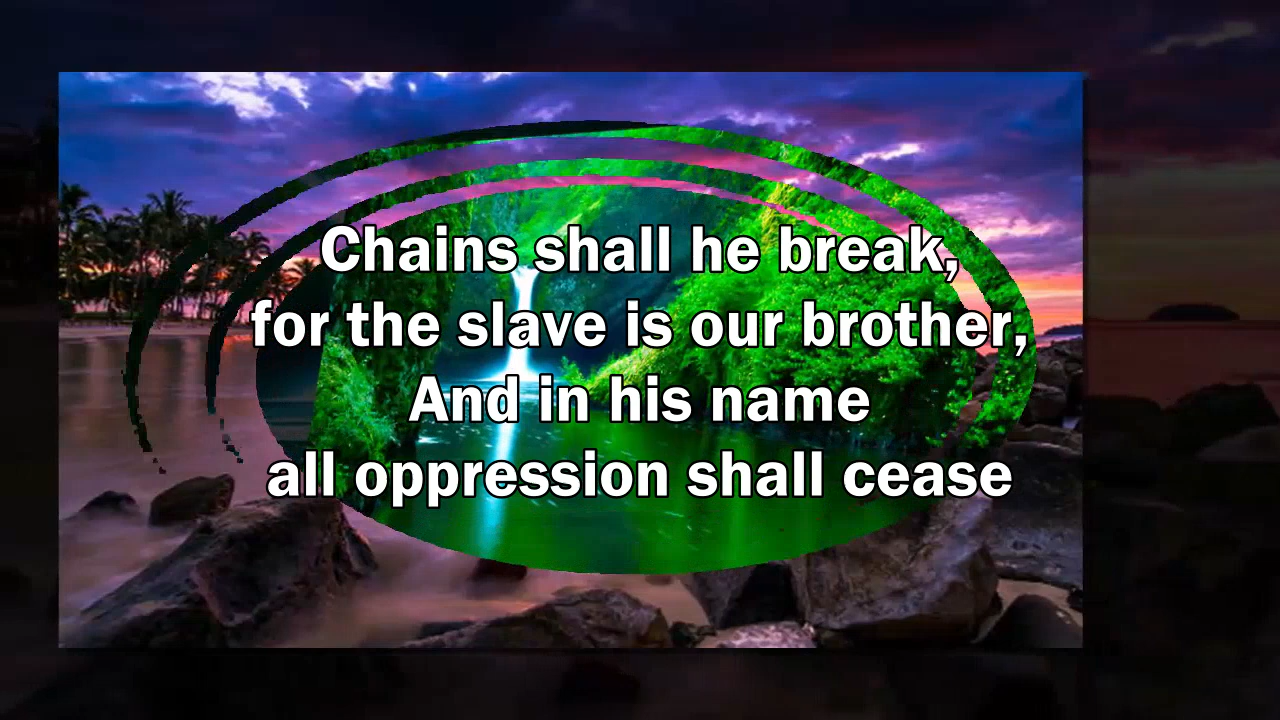 Chains shall he break,
for the slave is our brother,
And in his name
all oppression shall cease